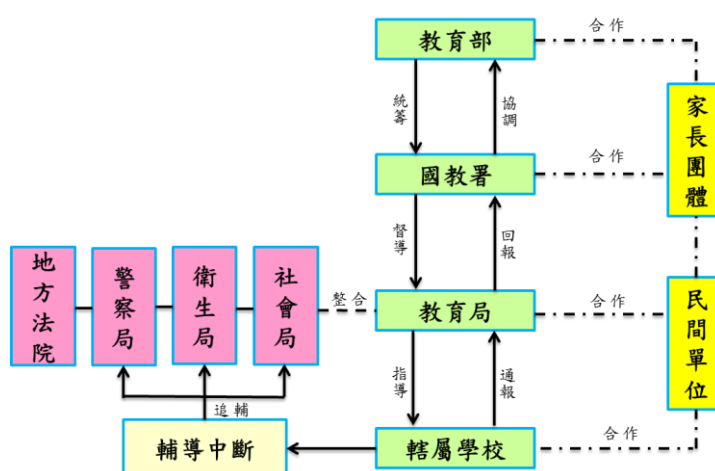 教育部
合作
統籌
協調
家長團體
國教署
合作
督導
回報
地方法院
警察局
衛生局
社會局
整合
教育局
合作
民間單位
指導
通報
追輔
輔導中斷
轄屬學校
合作